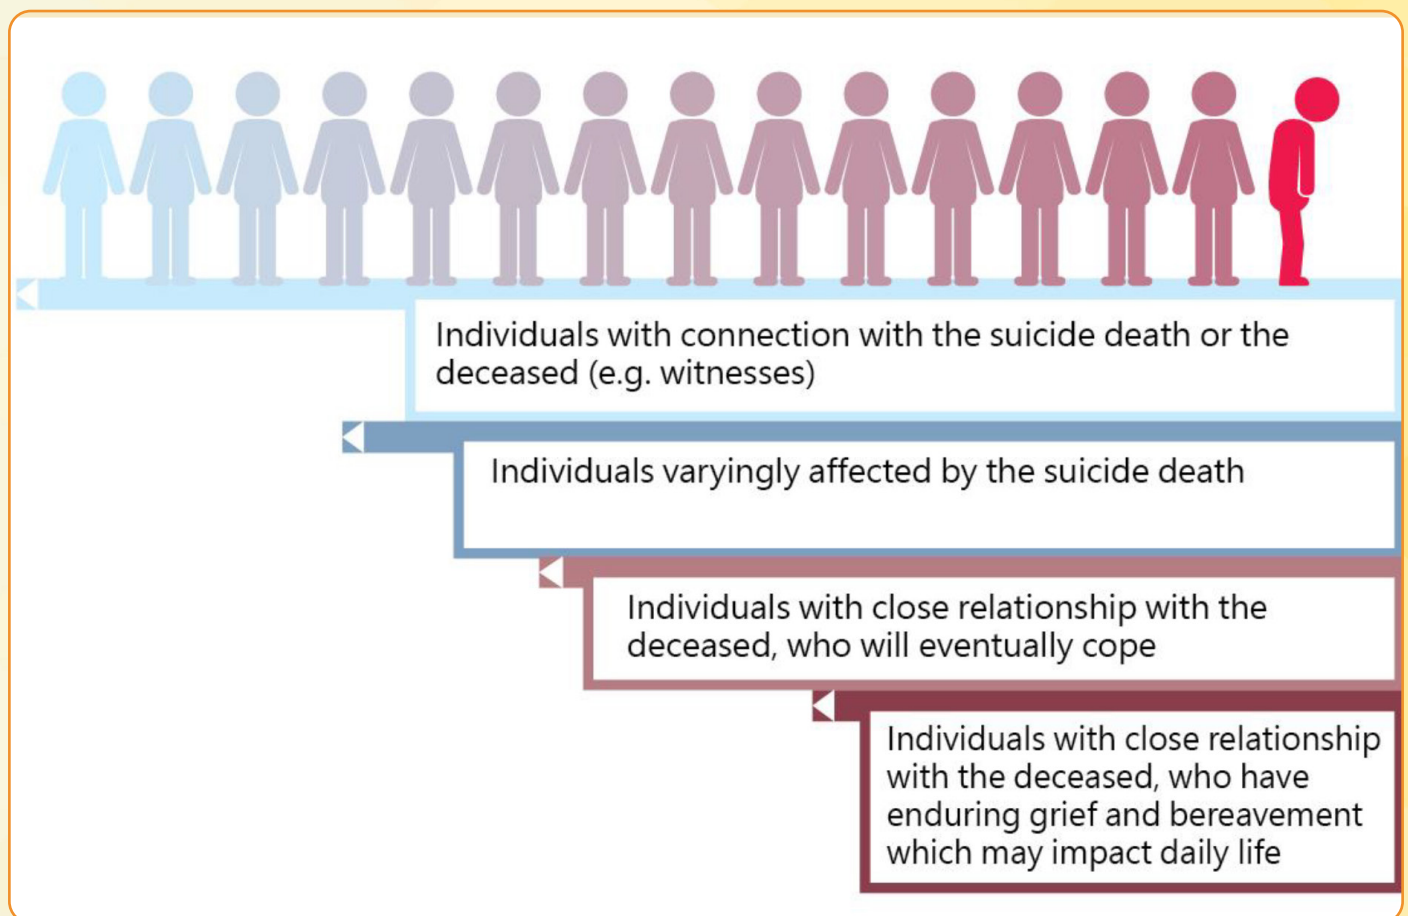 Individuals with connection with the suicide death or the
deceased (e.g. witnesses)
Individuals varyingly affected by the suicide death
Individuals with close relationship with the
deceased, who will eventually cope
Individuals with close relationship
with the deceased, who have
enduring grief and bereavement
which may impact daily life